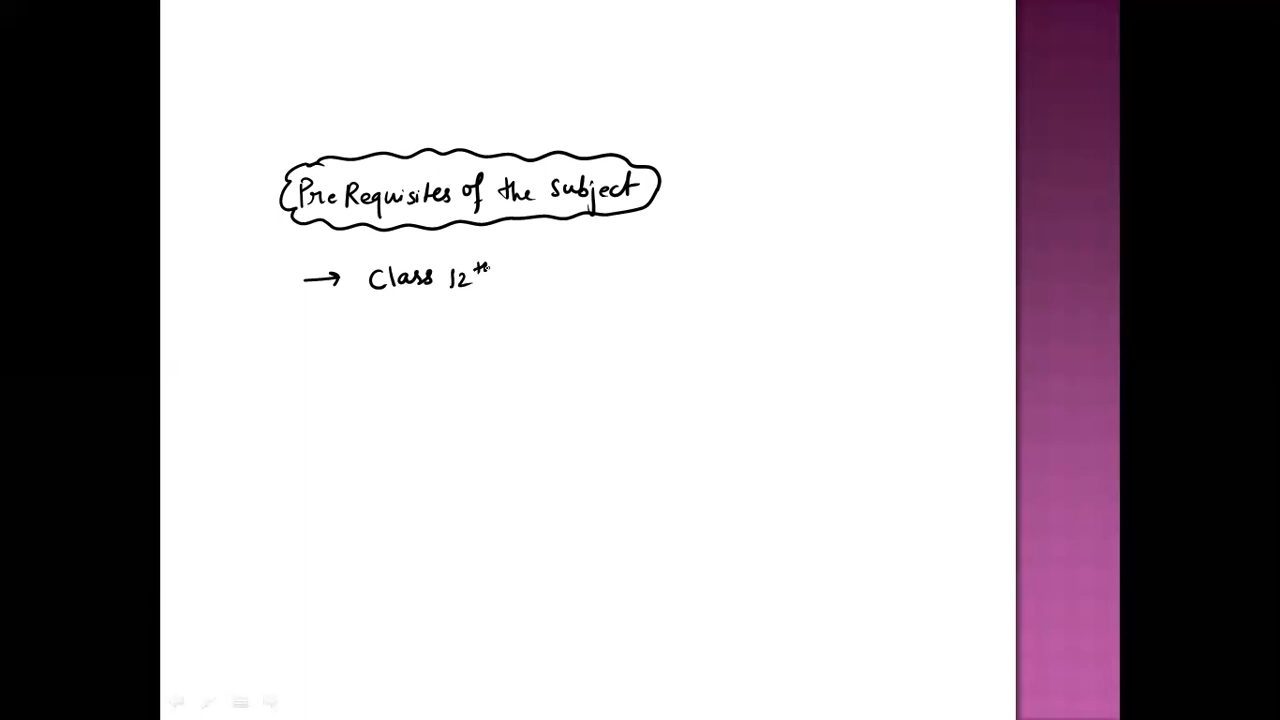 PreRequisites of the subject
→ Class 12th